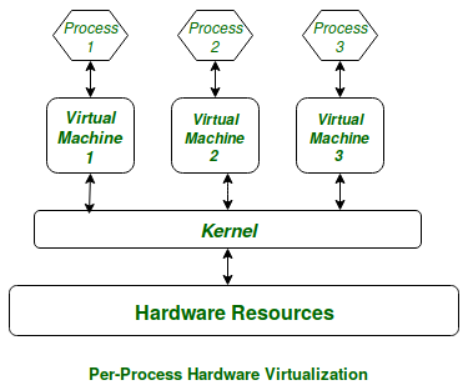 Process
1
Process
2
Process
3
Virtual
Machine
1
Virtual
Machine
2
Virtual
Machine
3
Kernel
Hardware Resources
Per-Process Hardware Virtualization